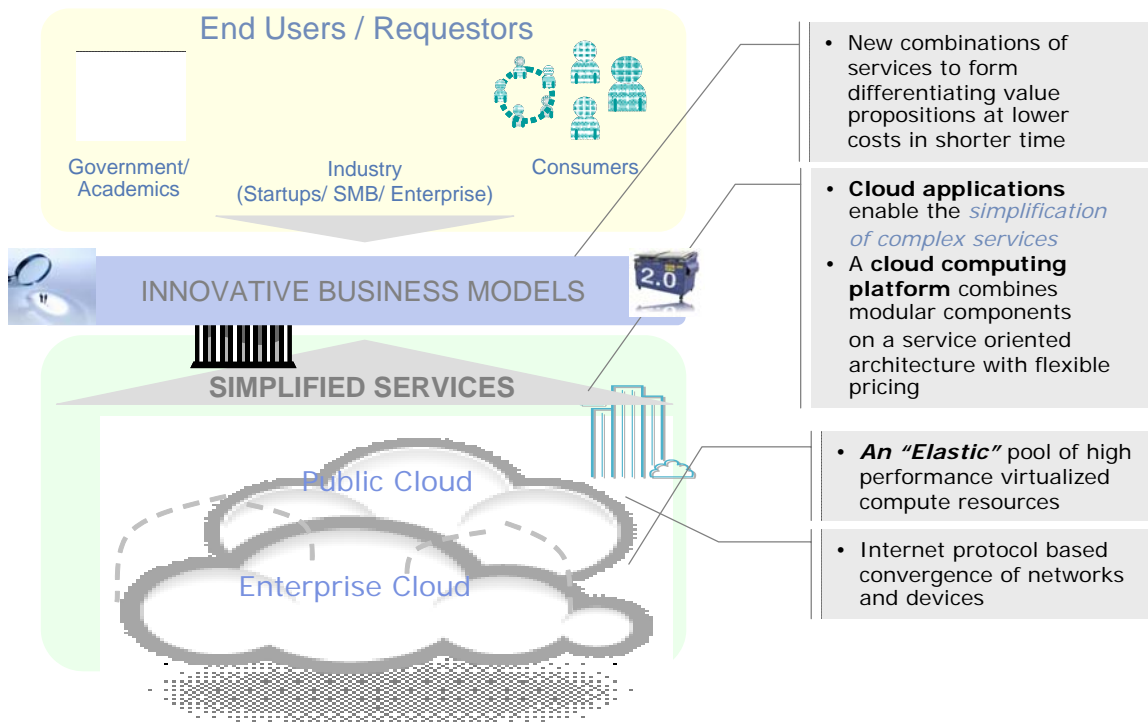 End Users / Requestors
Government/
Academics
Industry
(Startups/ SMB/ Enterprise)
Consumers
INNOVATIVE BUSINESS MODELS
2.0
SIMPLIFIED SERVICES
Public Cloud
Enterprise Cloud
• New combinations of
services to form
differentiating value
propositions at lower
costs in shorter time
• Cloud applications
enable the simplification
of complex services
• A cloud computing
platform combines
modular components
on a service oriented
architecture with flexible
pricing
• An “Elastic” pool of high
performance virtualized
compute resources
• Internet protocol based
convergence of networks
and devices